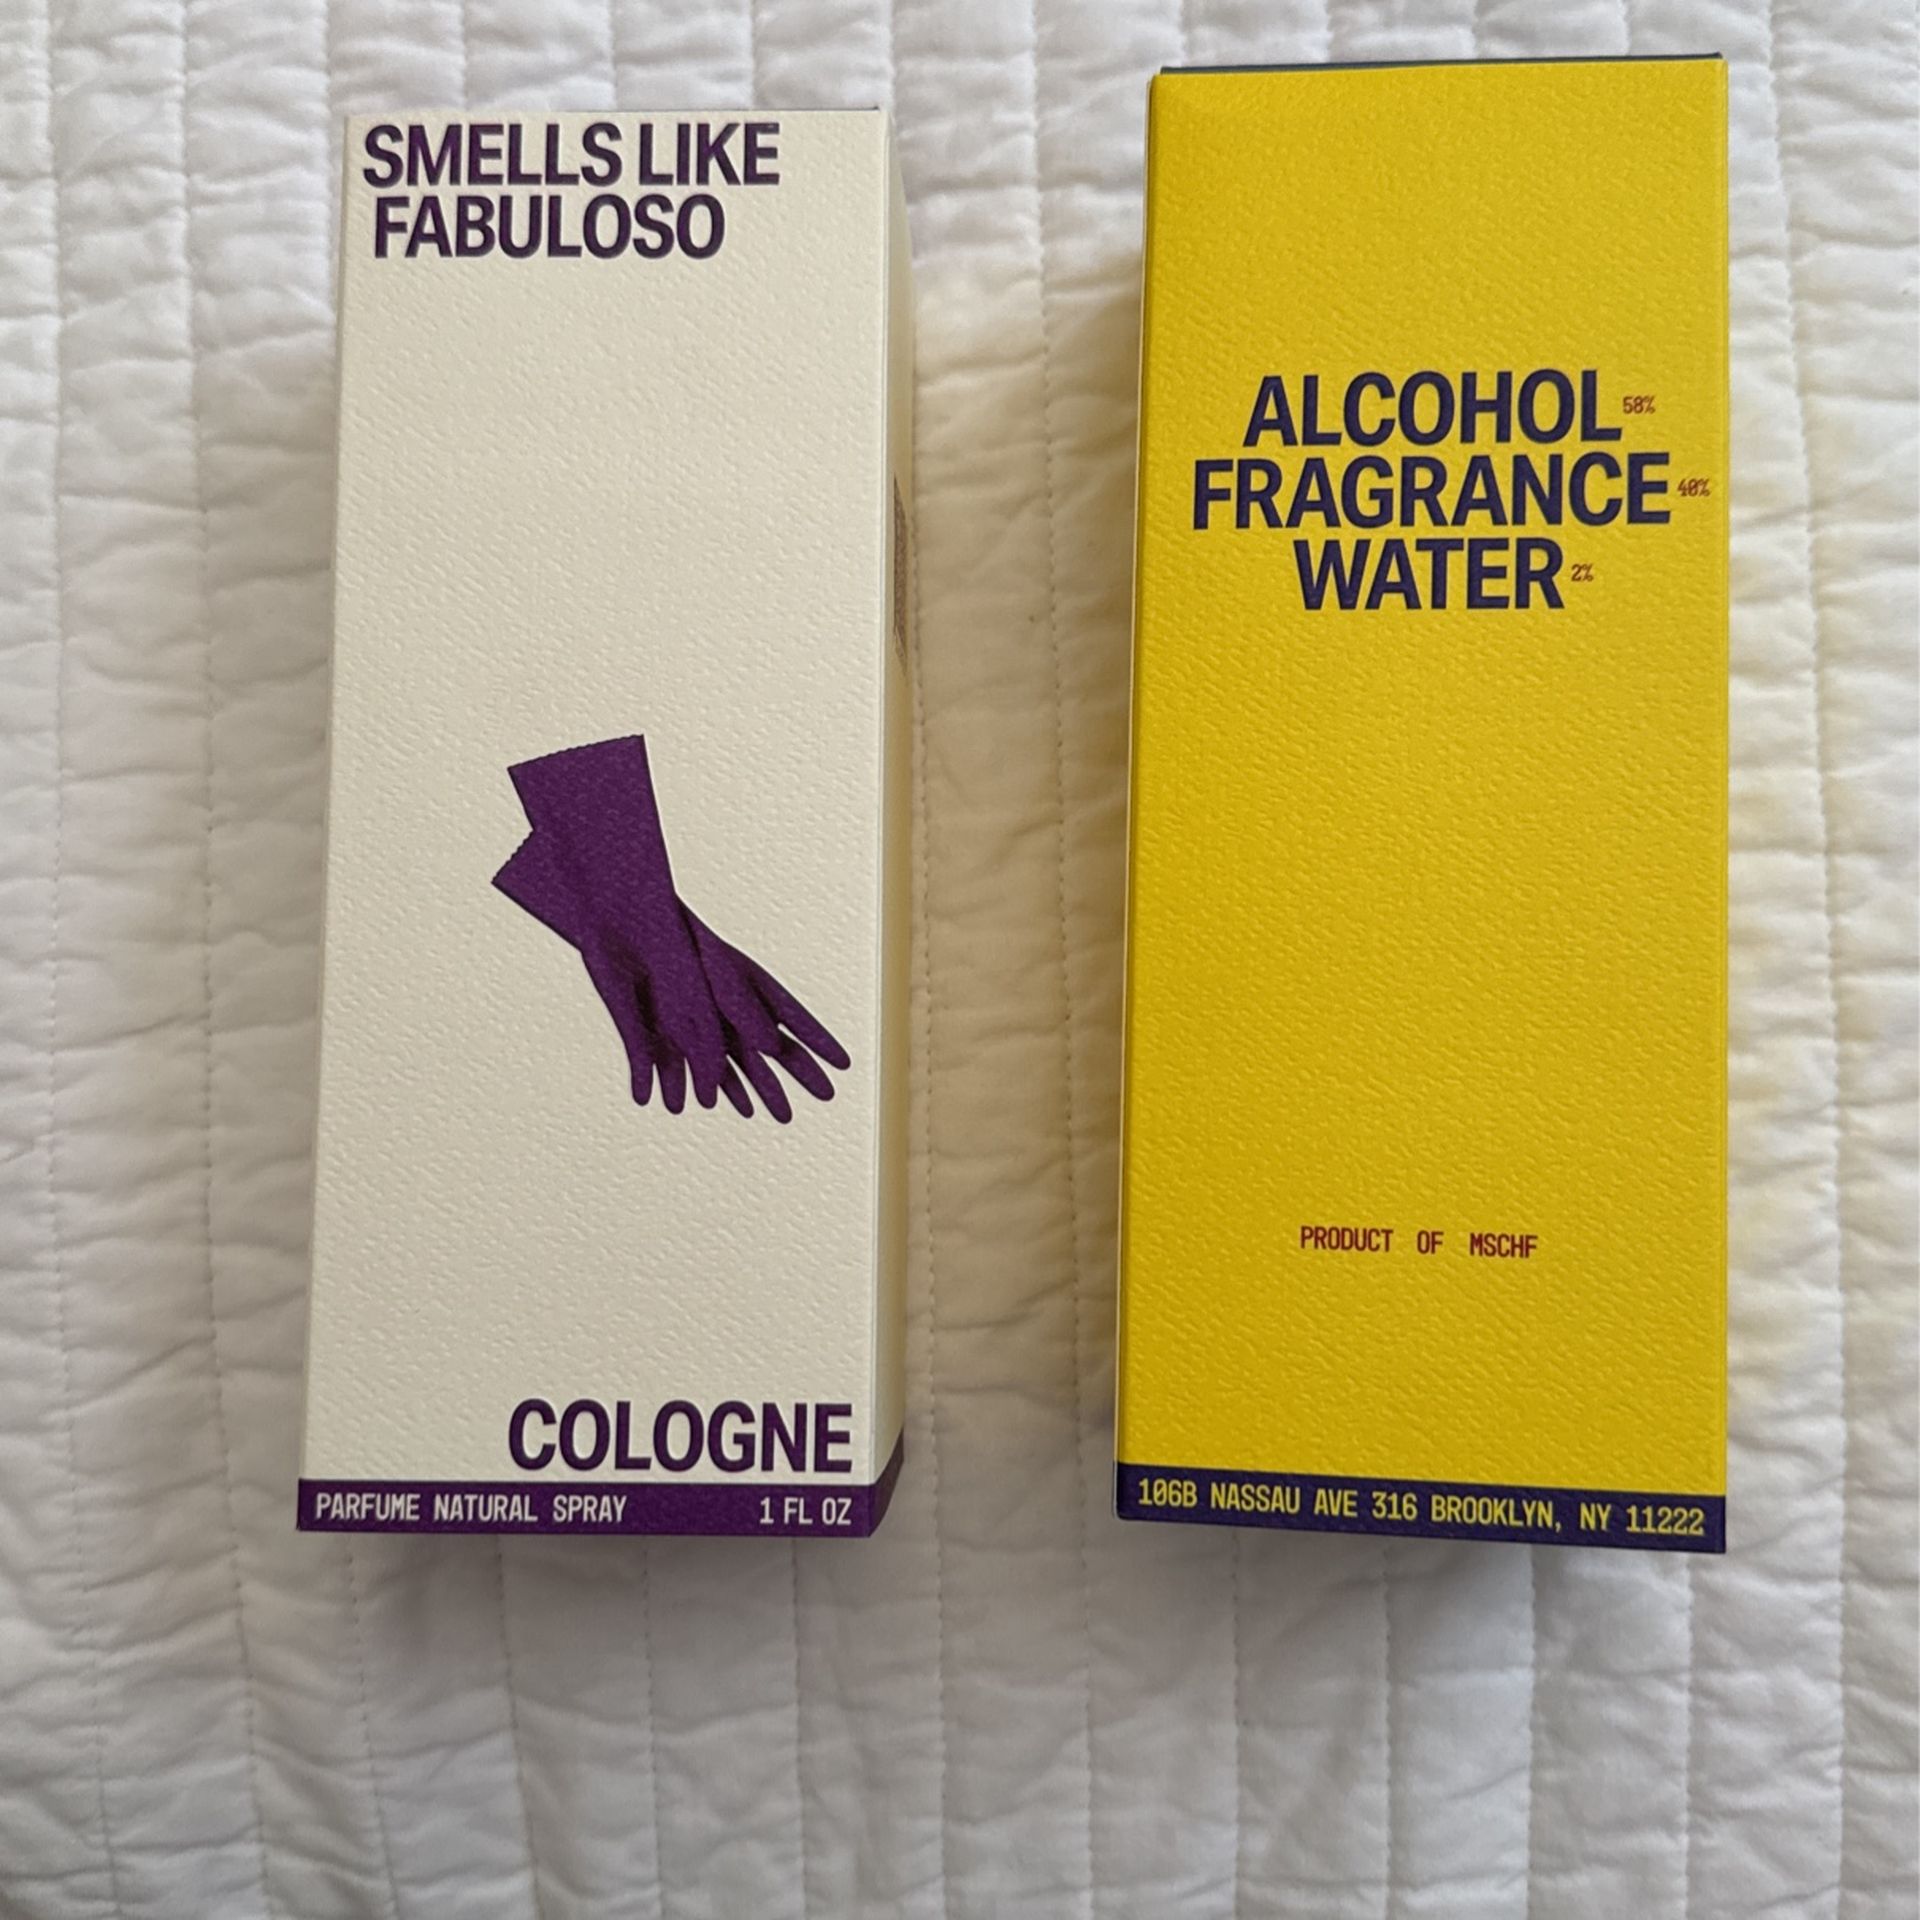 SMELLS LIKE
FABULOSO
COLOGNE
PARFUME NATURAL SPRAY 1 FL OZ
ALCOHOL 58%
FRAGRANCE 40%
WATER 2%
PRODUCT OF MSCHF
106B NASSAU AVE 316 BROOKLYN, NY 11222